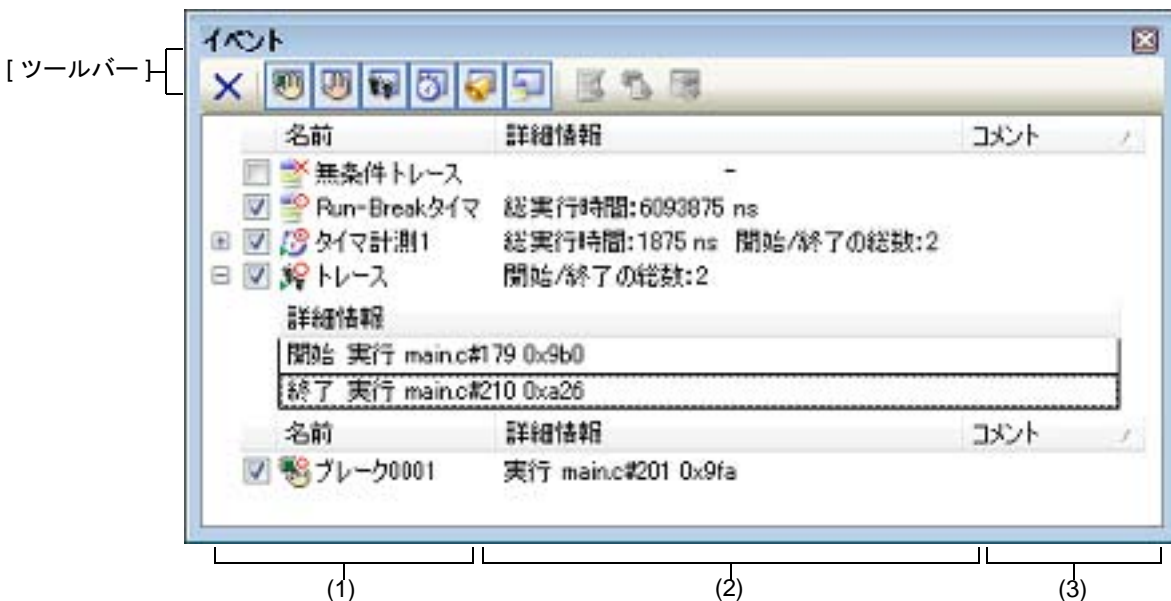 イベント
[ ツールバー ]
名前 詳細情報 コメント
無条件トレース -
Run-Breakタイマ 総実行時間:6093875 ns
タイマ計測1 総実行時間:1875 ns 開始/終了の総数:2
トレース 開始/終了の総数:2
詳細情報
開始 実行 main.c#179 0x9b0
終了 実行 main.c#210 0xa26
名前 詳細情報 コメント
ブレーク0001 実行 main.c#201 0x9fa
(1) (2) (3)